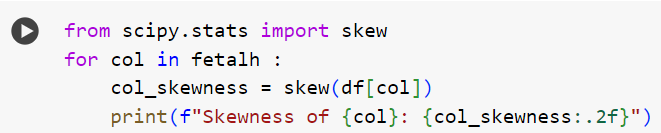 from scipy.stats import skew
for col in fetalh :
    col_skewness = skew(df[col])
    print(f"Skewness of {col}: {col_skewness:.2f}")